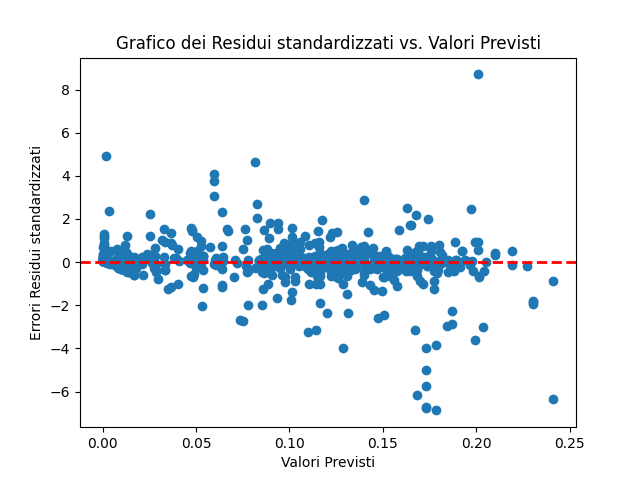 Grafico dei Residui standardizzati vs. Valori Previsti
Errori Residui standardizzati
8
6
4
2
0
−2
−4
−6
0.00 0.05 0.10 0.15 0.20 0.25
Valori Previsti